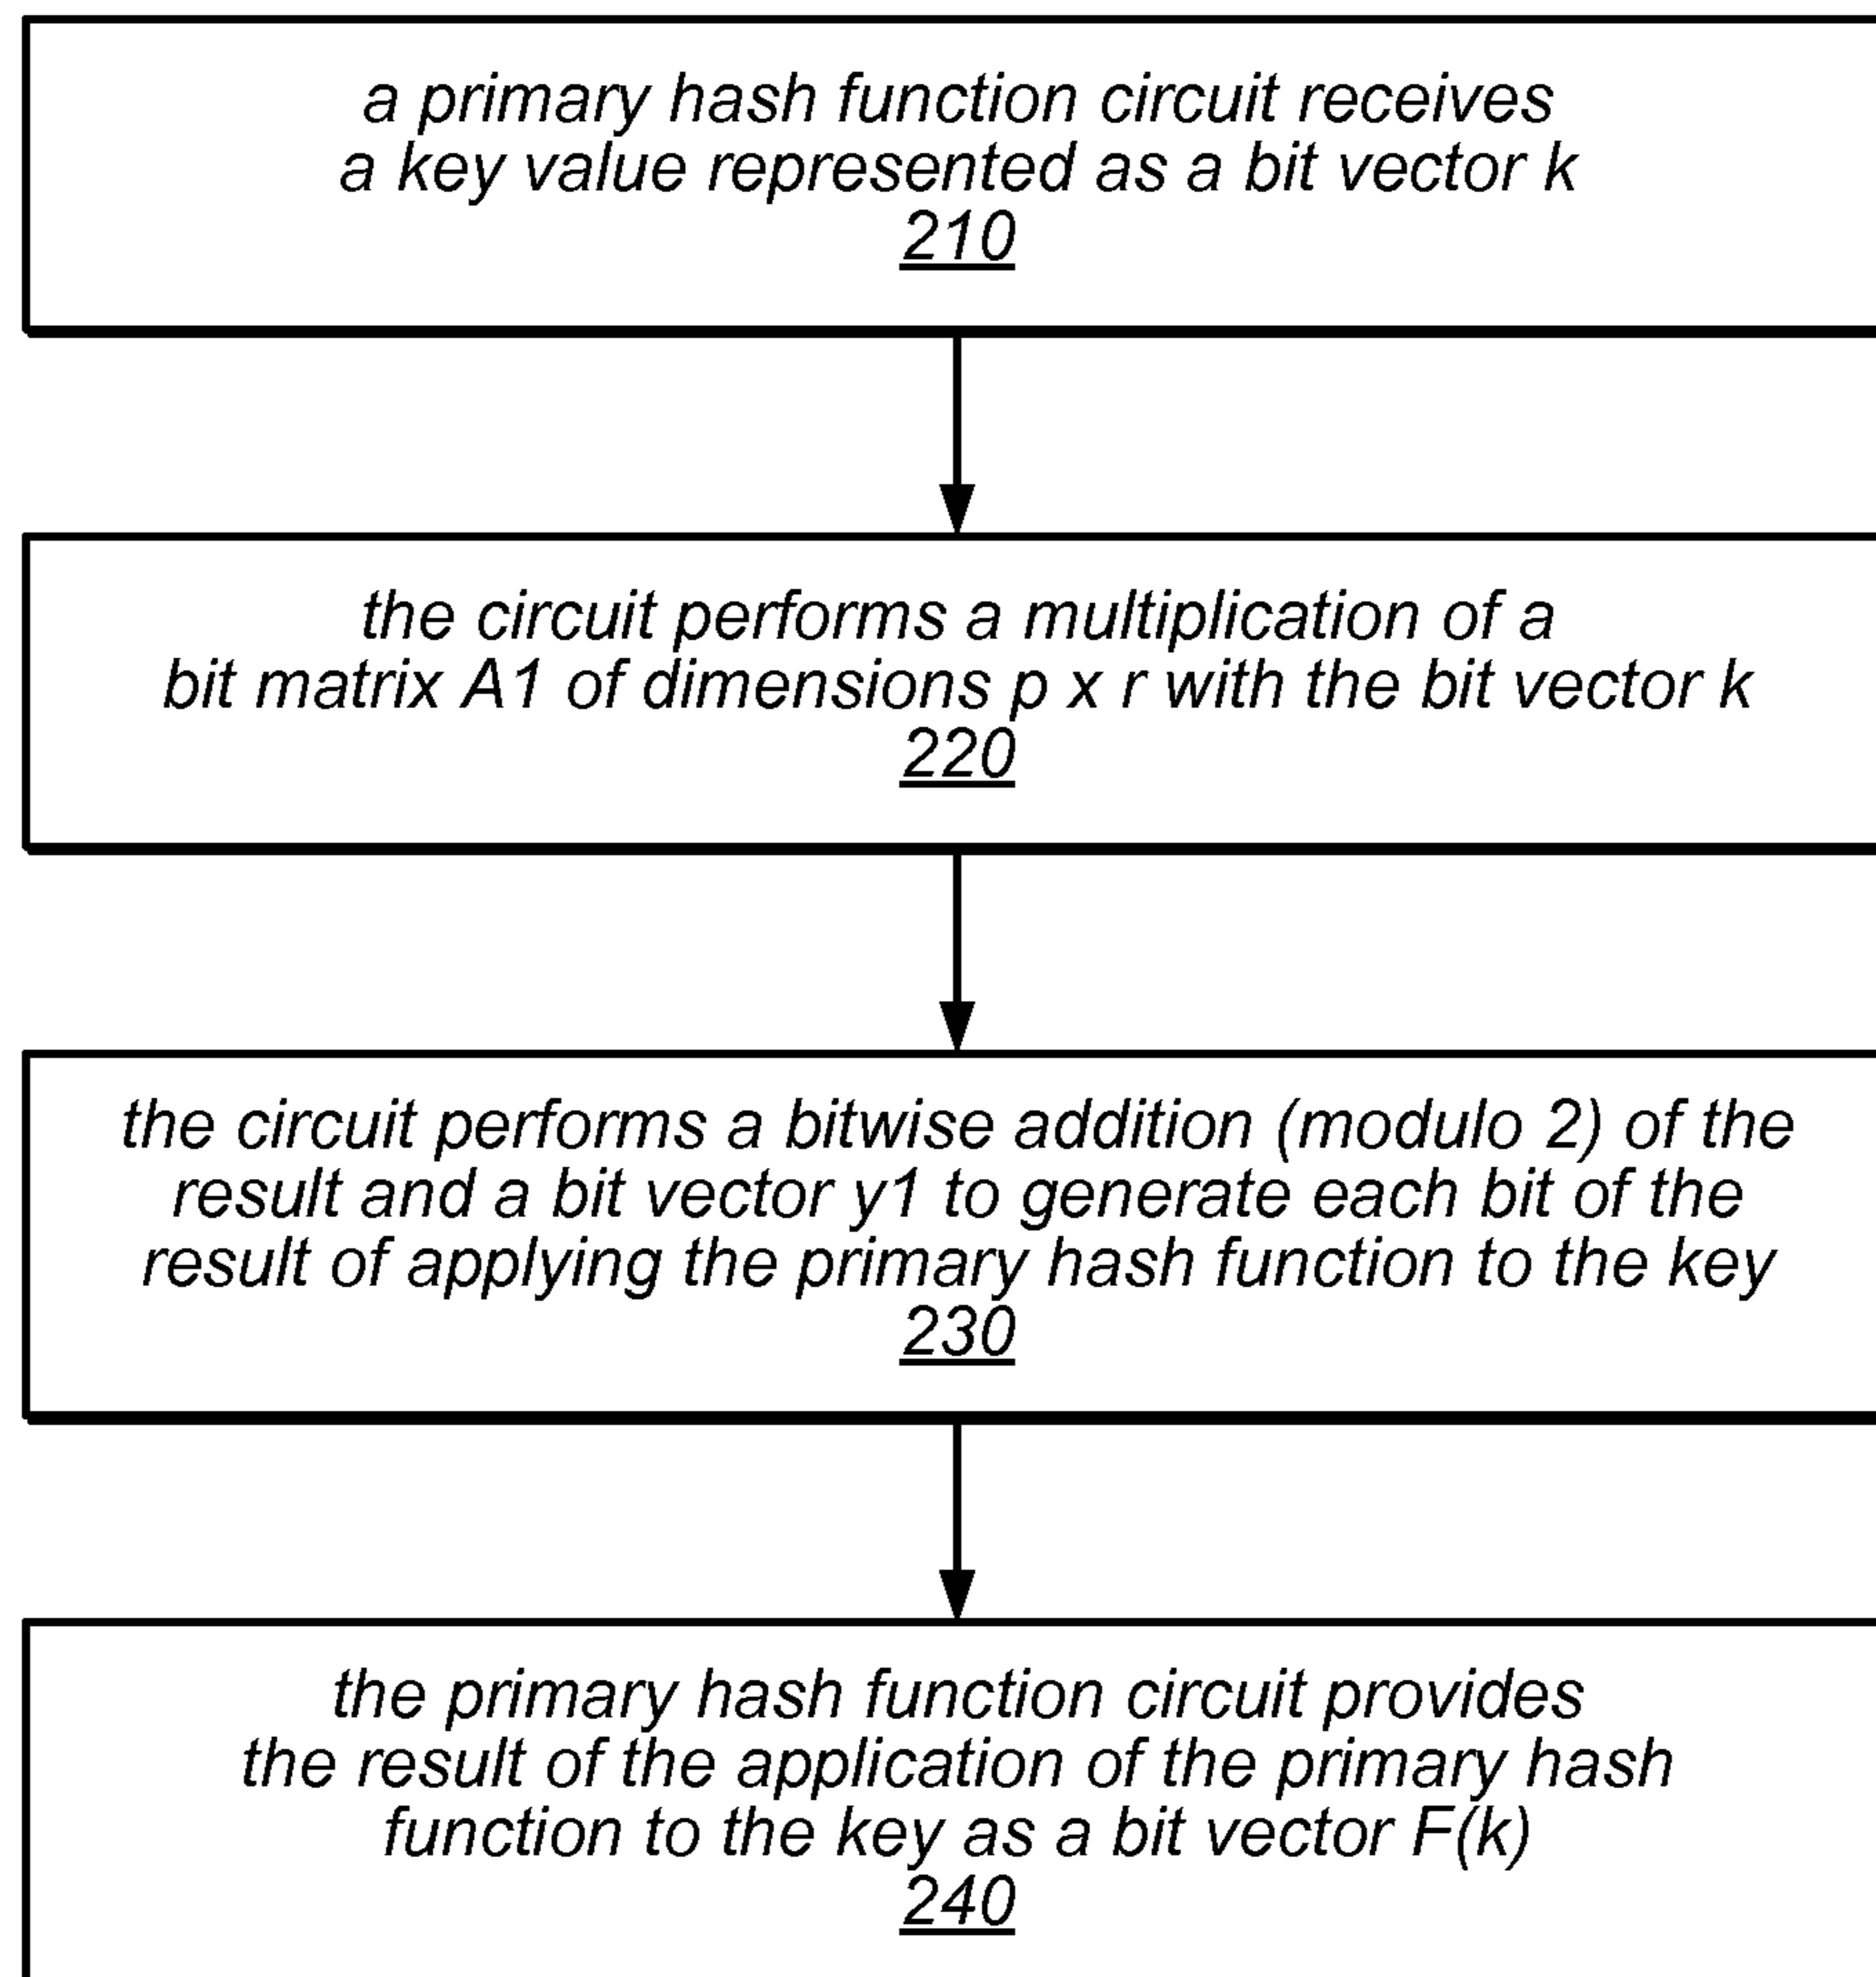 a primary hash function circuit receives
a key value represented as a bit vector k
210
the circuit performs a multiplication of a
bit matrix A1 of dimensions p x r with the bit vector k
220
the circuit performs a bitwise addition (modulo 2) of the
result and a bit vector y1 to generate each bit of the
result of applying the primary hash function to the key
230
the primary hash function circuit provides
the result of the application of the primary hash
function to the key as a bit vector F(k)
240